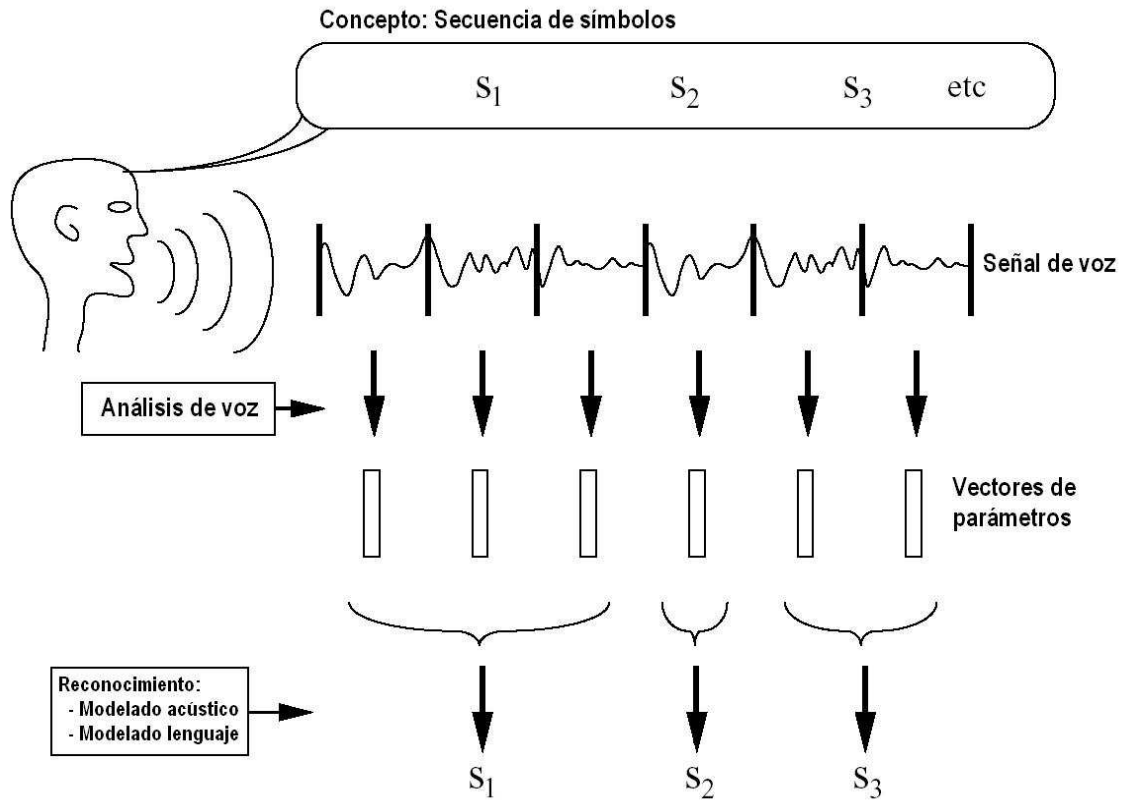 Concepto: Secuencia de símbolos
S1 S2 S3 etc
Señal de voz
Análisis de voz
Vectores de
parámetros
Reconocimiento:
- Modelado acústico
- Modelado lenguaje
S1 S2 S3